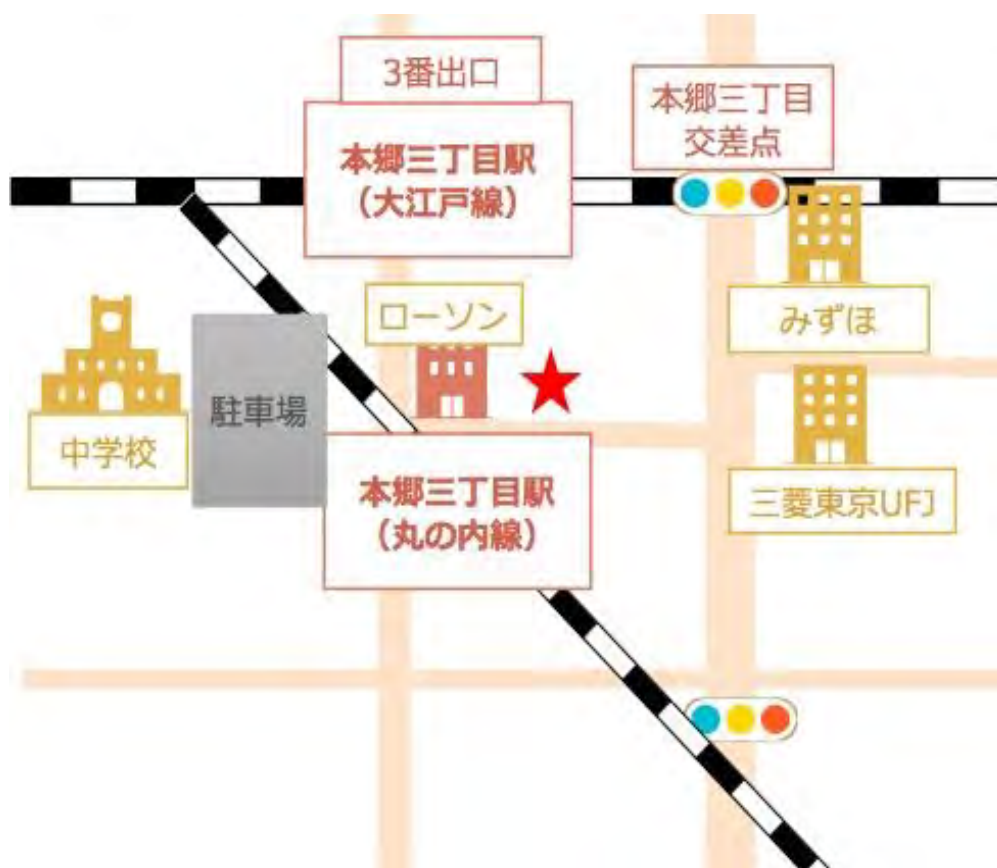 3番出口
本郷三丁目駅
（大江戸線）
本郷三丁目
交差点
ローソン
みずほ
駐車場
中学校
本郷三丁目駅
（丸の内線）
三菱東京UFJ